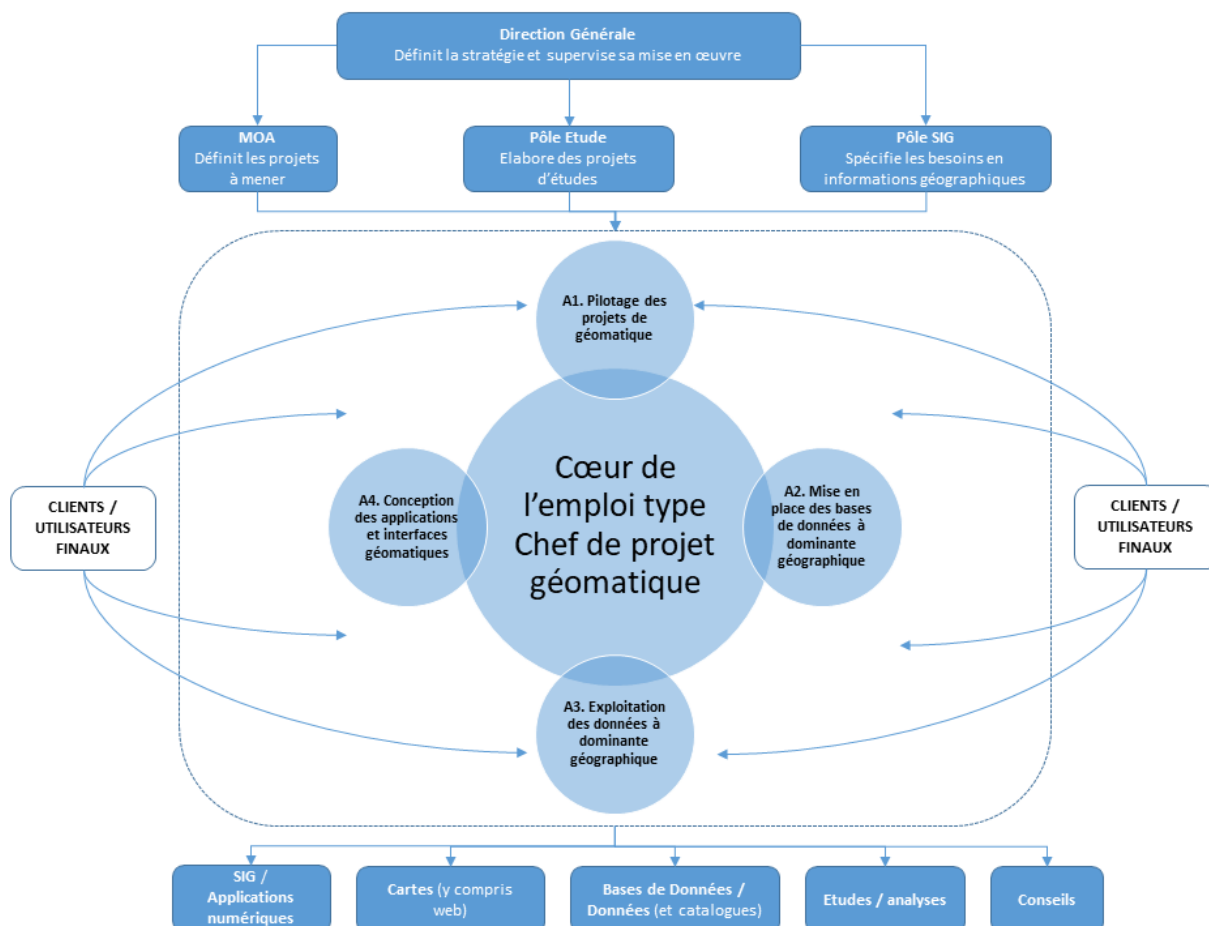 Direction Générale
Définit la stratégie et supervise sa mise en œuvre
MOA
Définit les projets
à mener
Pôle Etude
Elabore des projets
d'études
Pôle SIG
Spécifie les besoins en
informations géographiques
A1. Pilotage des
projets de
géomatique
CLIENTS /
UTILISATEURS
FINAUX
A4. Conception
des applications
et interfaces
géomatiques
Cœur de
l'emploi type
Chef de projet
géomatique
A2. Mise en
place des bases
de données à
dominante
géographique
CLIENTS /
UTILISATEURS
FINAUX
A3. Exploitation
des données à
dominante
géographique
SIG /
Applications
numériques
Cartes (y compris
web)
Bases de Données /
Données (et catalogues)
Etudes / analyses
Conseils